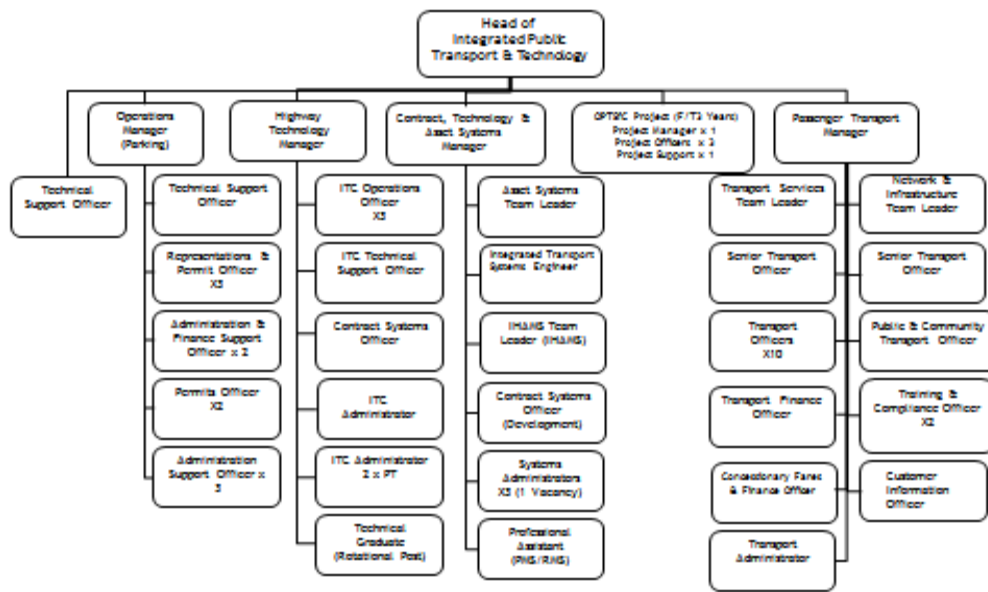 Head of
Integrated Public
Transport & Technology
Operations
Manager
(Parking)
Highway
Technology
Manager
Contract, Technology &
Asset Systems
Manager
Project (F/T3 Years)
Project Manager x 1
Project Officers x 3
Project Support x 1
Passenger Transport
Manager
Technical
Support Officer
Technical Support
Officer
Representations &
Permit Officer
X3
Administration &
Finance Support
Officer x 2
Permits Officer
X2
Administration
Support Officer x
3
ITC Operations
Officer
X3
ITC Technical
Support Officer
Contract Systems
Officer
ITC
Administrator
ITC Administrator
2 x PT
Technical
Graduate
(Rotational Post)
Asset Systems
Team Leader
Integrated Transport
Systems Engineer
IHAMS Team
Leader (IHAMS)
Contract Systems
Officer
(Development)
Systems
Administrators
X3 (1 Vacancy)
Professional
Assistant
(PMS/RMS)
Transport Services
Team Leader
Senior Transport
Officer
Transport
Officers
X10
Transport Finance
Officer
Concessionary Fares
& Finance Officer
Transport
Administrator
Network &
Infrastructure
Team Leader
Senior Transport
Officer
Public & Community
Transport Officer
Training &
Compliance Officer
X2
Customer
Information
Officer